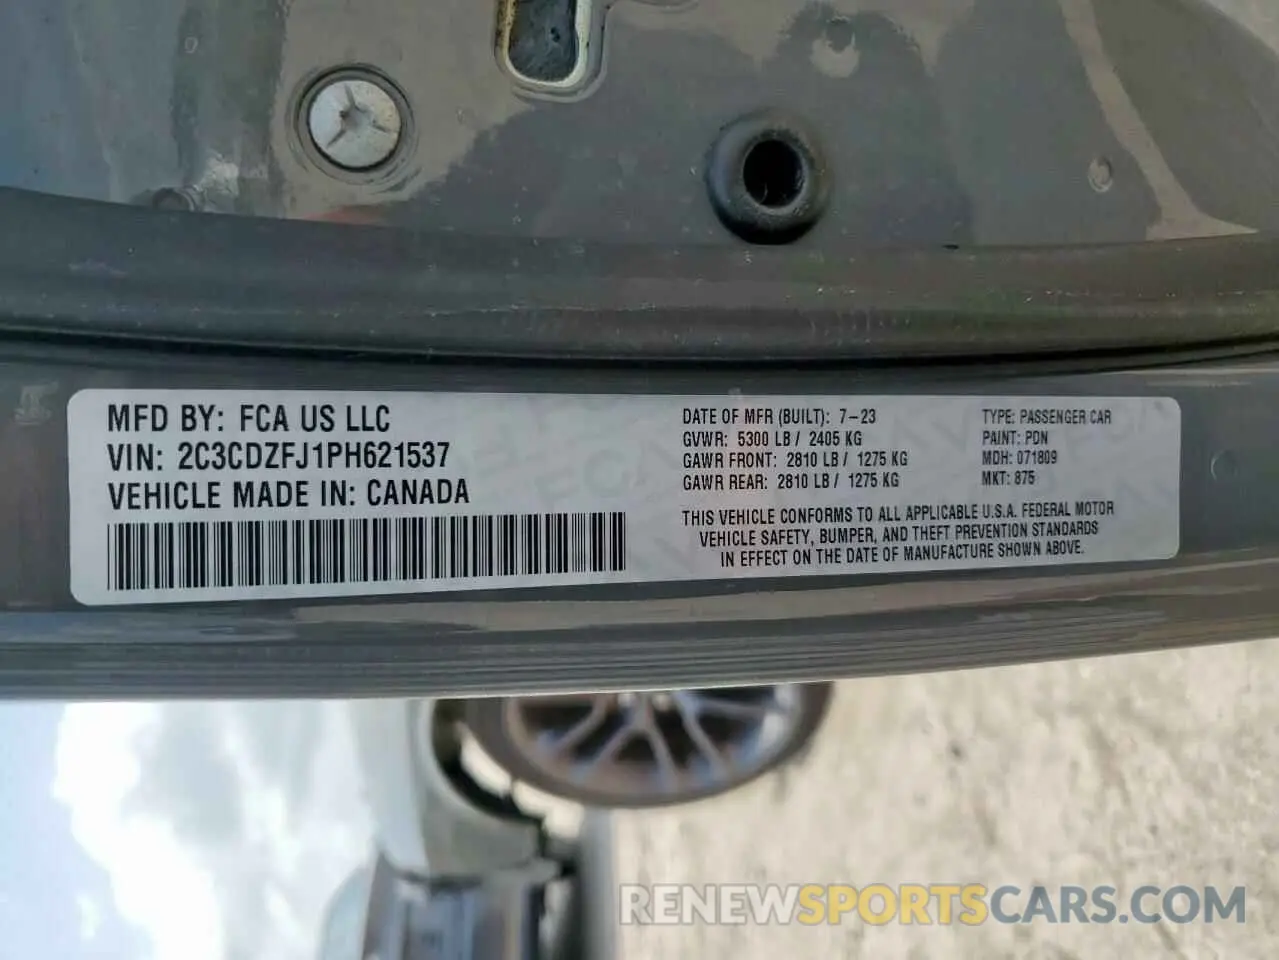 MFD BY: FCA US LLC
VIN: 2C3CDZFJ1PH621537
VEHICLE MADE IN: CANADA
DATE OF MFR (BUILT): 7-23
GVWR: 5300 LB / 2405 KG
GAWR FRONT: 2810 LB / 1275 KG
GAWR REAR: 2810 LB / 1275 KG
TYPE: PASSENGER CAR
PAINT: PDN
MDH: 071809
MKT: 875
THIS VEHICLE CONFORMS TO ALL APPLICABLE U.S.A. FEDERAL MOTOR
VEHICLE SAFETY, BUMPER, AND THEFT PREVENTION STANDARDS
IN EFFECT ON THE DATE OF MANUFACTURE SHOWN ABOVE.
RENEWSPORTSCARS.COM